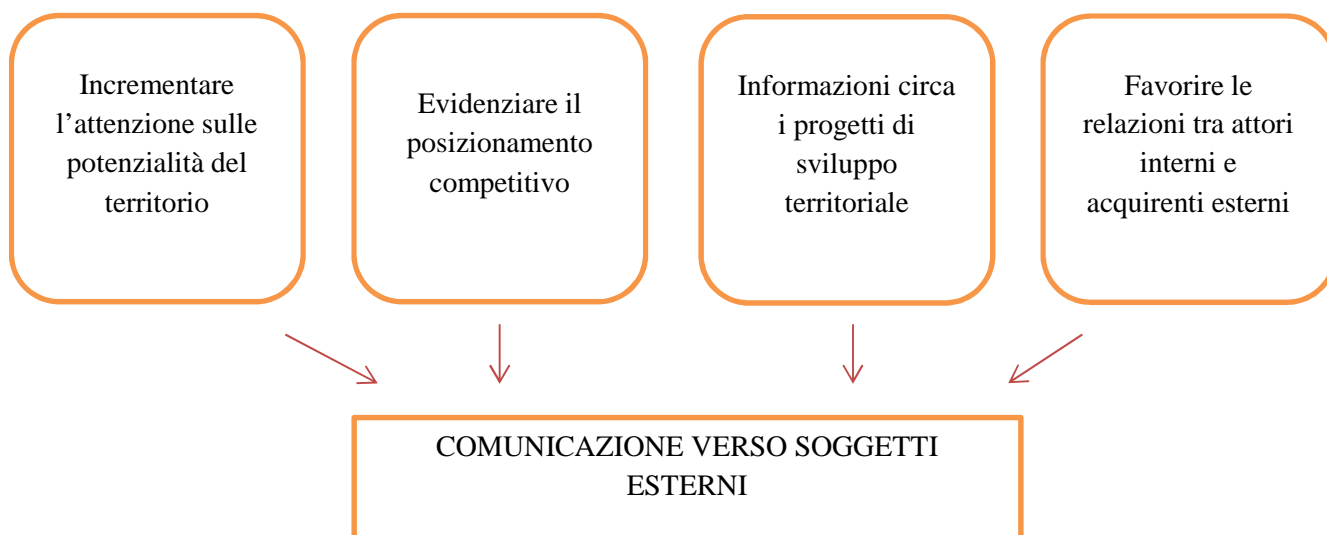 Incrementare
l’attenzione sulle
potenzialità del
territorio
Evidenziare il
posizionamento
competitivo
Informazioni circa
i progetti di
sviluppo
territoriale
Favorire le
relazioni tra attori
interni e
acquirenti esterni
COMUNICAZIONE VERSO SOGGETTI
ESTERNI